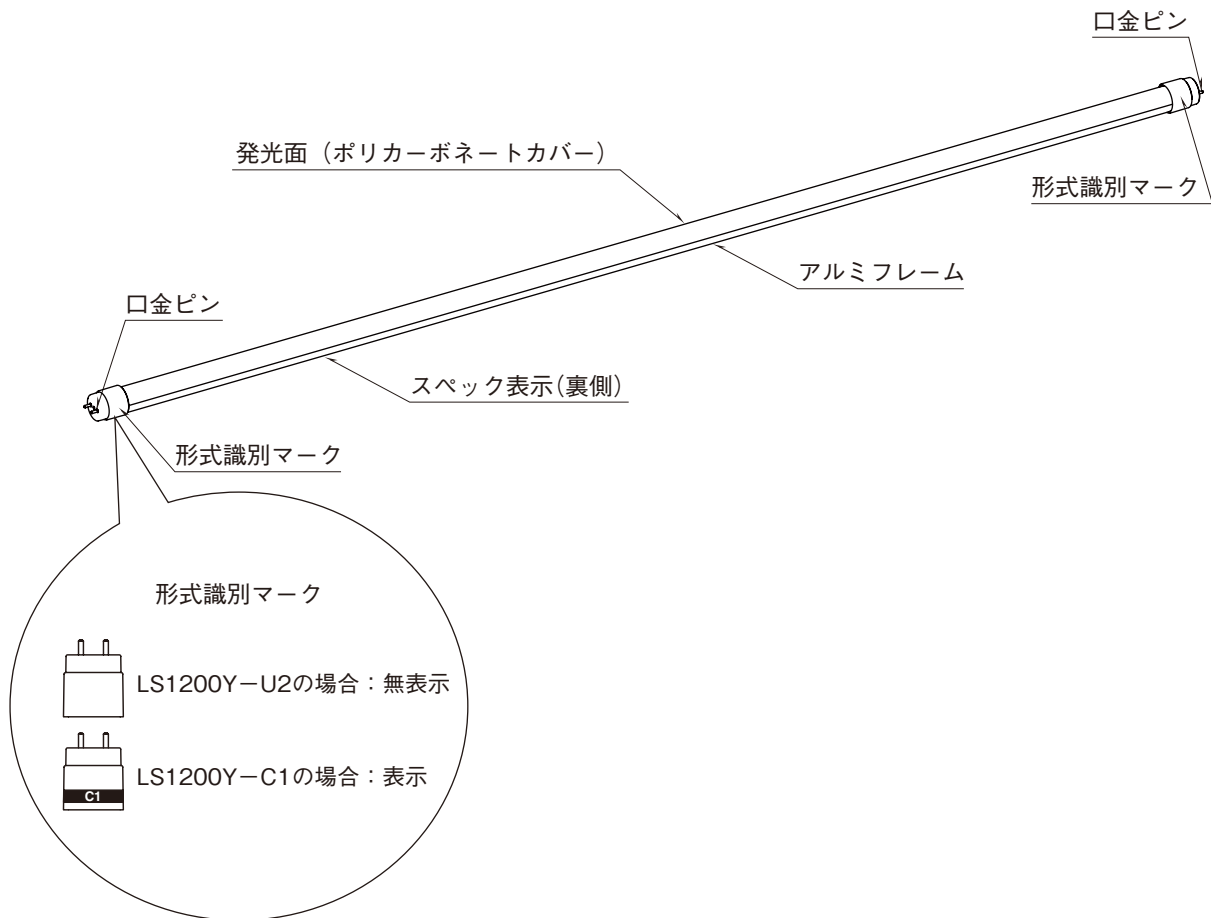 口金ピン
発光面（ポリカーボネートカバー）
形式識別マーク
アルミフレーム
口金ピン
スペック表示(裏側)
形式識別マーク
形式識別マーク
LS1200Y－U2の場合：無表示
LS1200Y－C1の場合：表示
C1